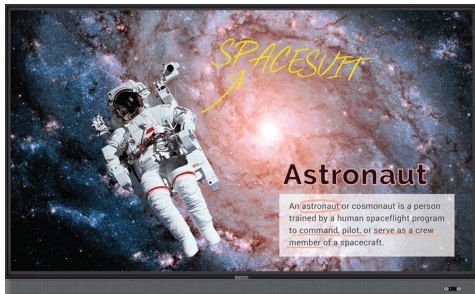 SPACESUIT
Astronaut
An astronaut or cosmonaut is a person
trained by a human spaceflight program
to command, pilot, or serve as a crew
member of a spacecraft.
BenQ